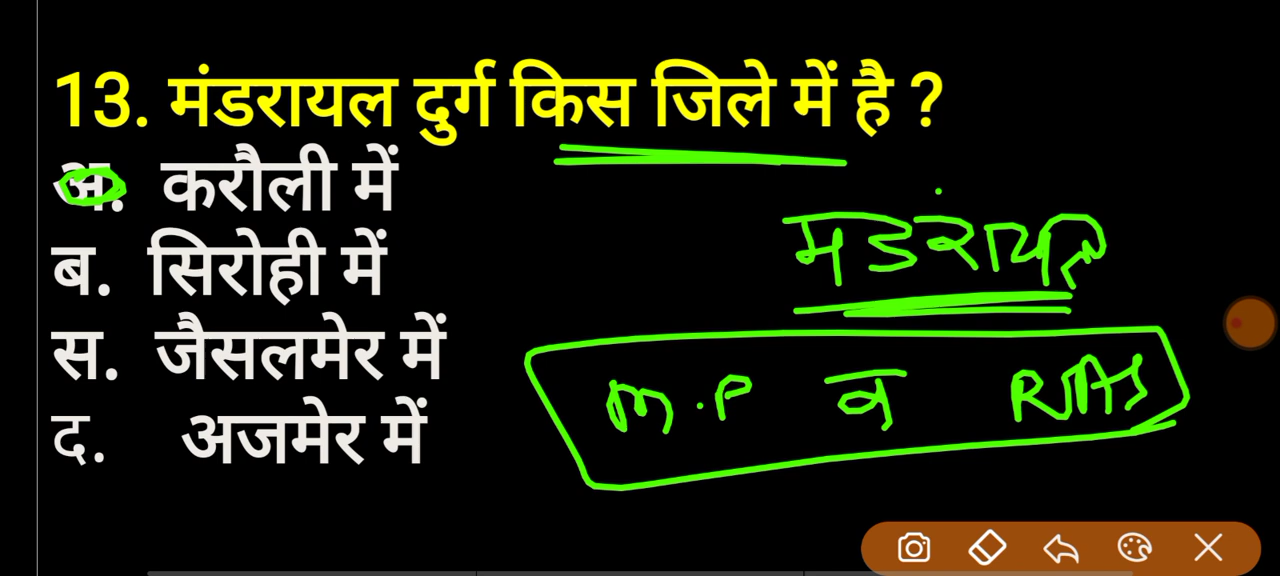 13. मंडरायल दुर्ग किस जिले में है ?
अ. करौली में
ब. सिरोही में
स. जैसलमेर में
द. अजमेर में
मंडरायल
M.P व RAJ